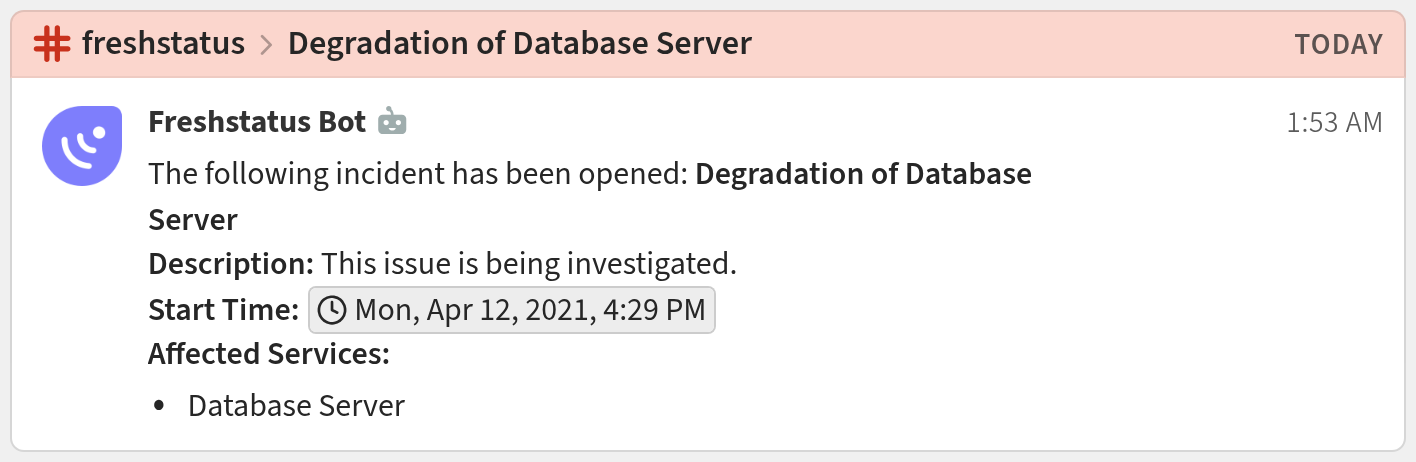 # freshstatus > Degradation of Database Server TODAY
Freshstatus Bot 1:53 AM
The following incident has been opened: Degradation of Database
Server
Description: This issue is being investigated.
Start Time: Mon, Apr 12, 2021, 4:29 PM
Affected Services:
• Database Server